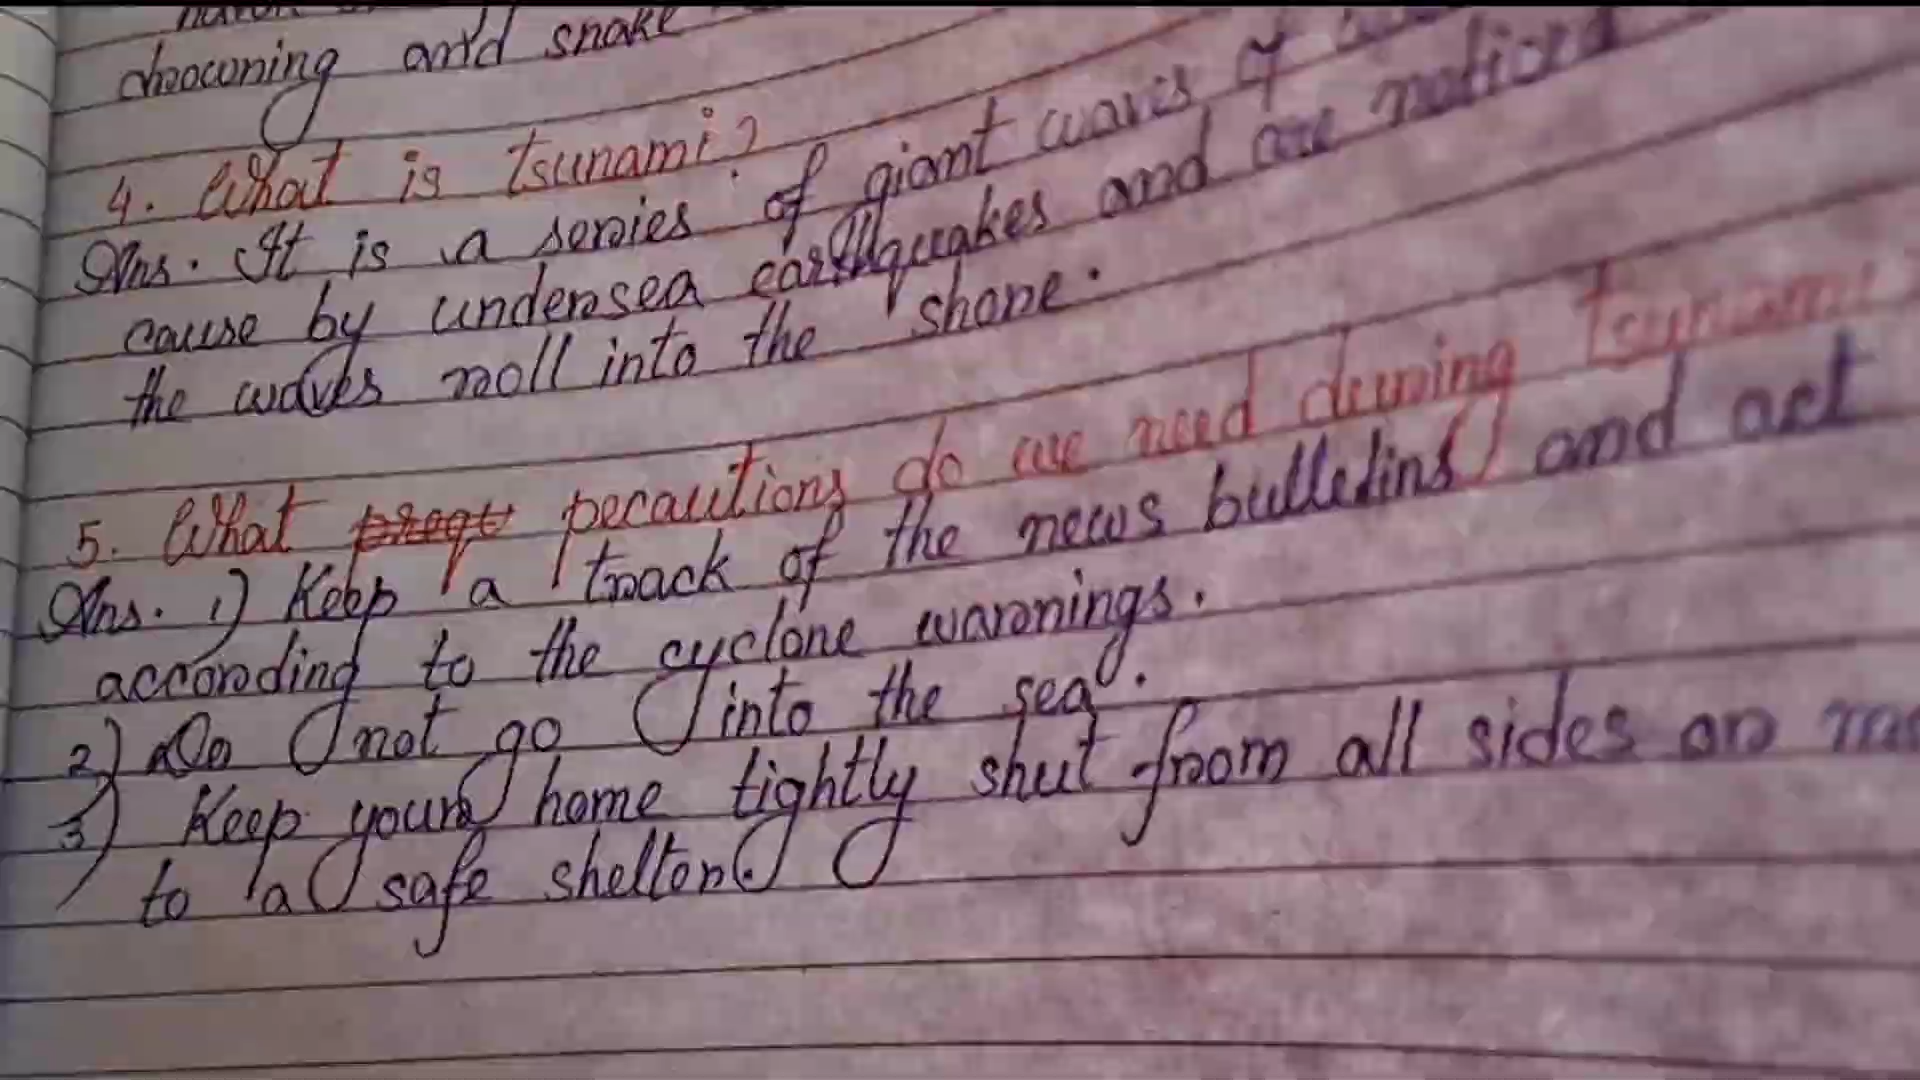 drowning and snake
4. What is tsunami?
Ans. It is a series of giant waves of
cause by undersea earthquakes and are noticed
the waves roll into the shore.
5. What pecautions do we need during tsunami?
Ans. 1) Keep a track of the news bulletins and act
according to the cyclone warnings.
2) Do not go into the sea.
3) Keep your home tightly shut from all sides or
to a safe shelter.